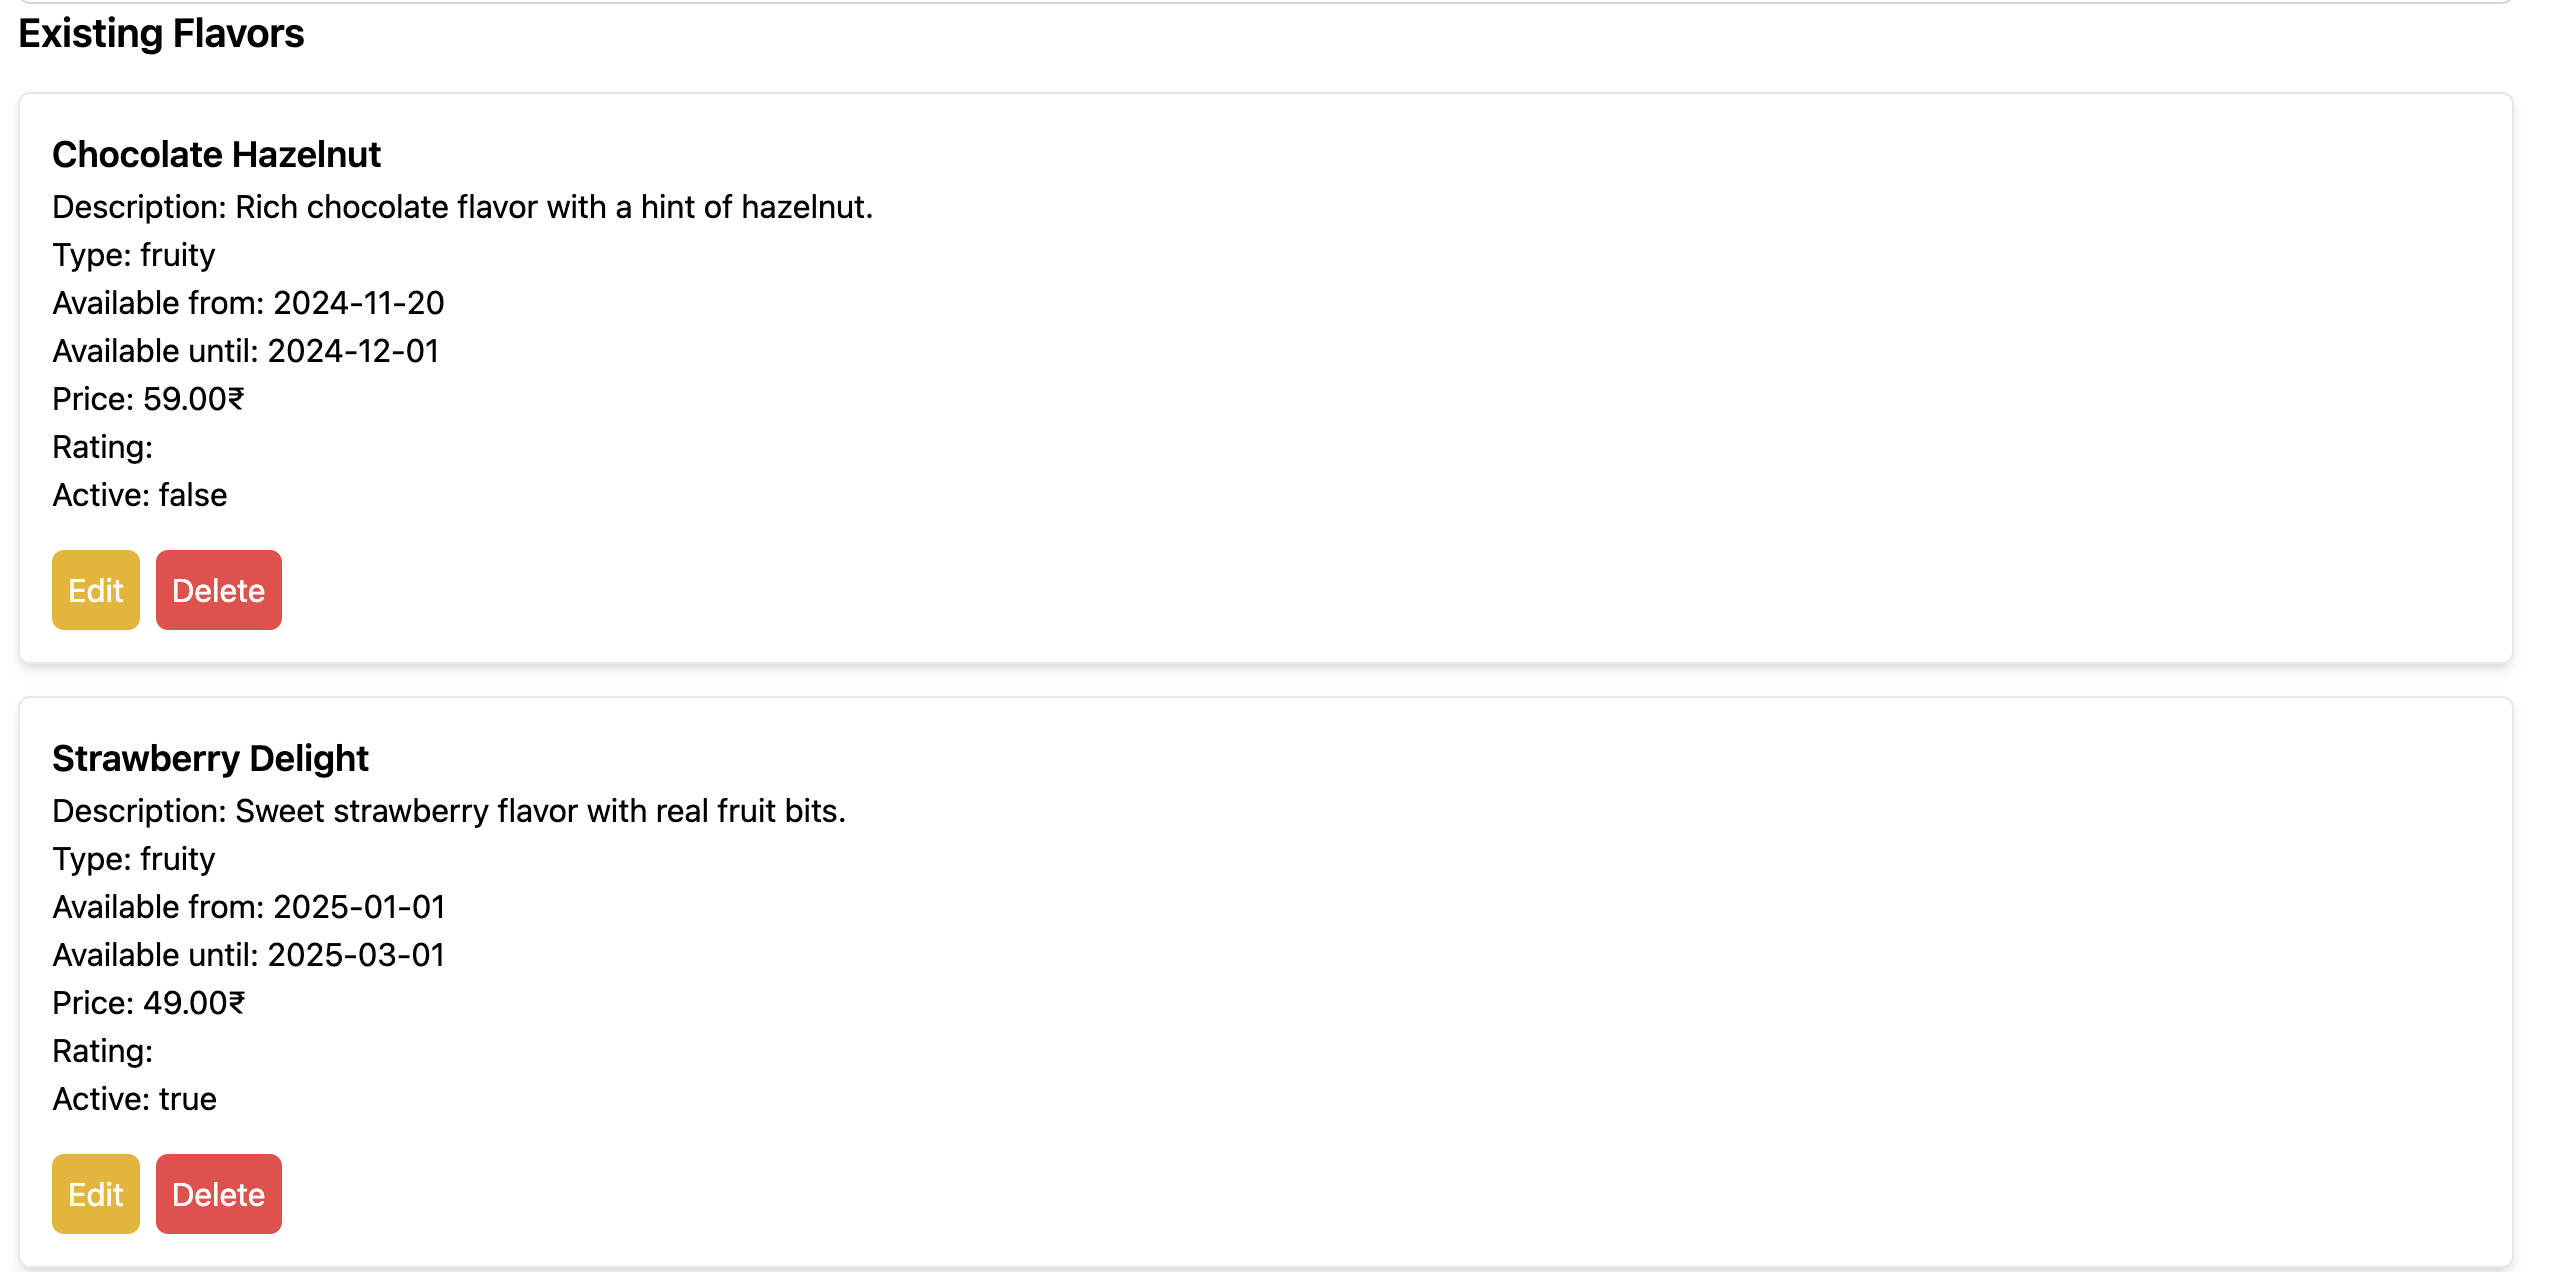 Existing Flavors
Chocolate Hazelnut
Description: Rich chocolate flavor with a hint of hazelnut.
Type: fruity
Available from: 2024-11-20
Available until: 2024-12-01
Price: 59.00₹
Rating:
Active: false
Edit Delete
Strawberry Delight
Description: Sweet strawberry flavor with real fruit bits.
Type: fruity
Available from: 2025-01-01
Available until: 2025-03-01
Price: 49.00₹
Rating:
Active: true
Edit Delete